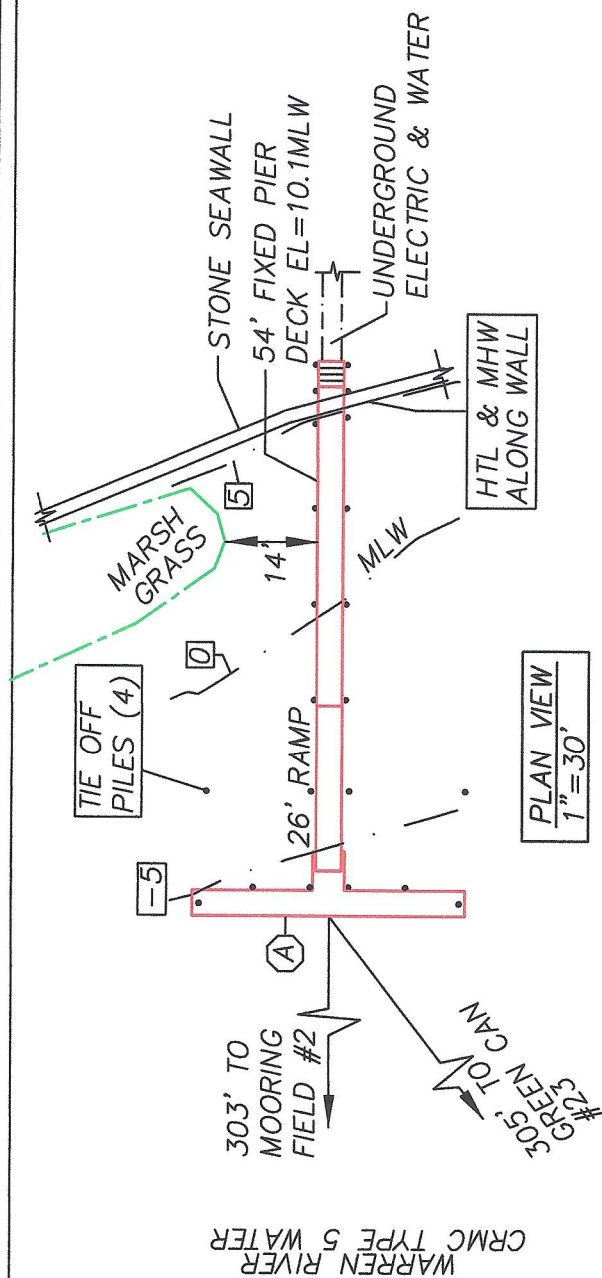 WARREN RIVER
CRMC TYPE 5 WATER
303' TO
MOORING
FIELD #2
305' TO CAN
GREEN
#23
A
-5
TIE OFF
PILES (4)
0
26' RAMP
MARSH
GRASS
14'
5
MLW
STONE SEAWALL
54' FIXED PIER
DECK EL=10.1MLW
UNDERGROUND
ELECTRIC & WATER
HTL & MHW
ALONG WALL
PLAN VIEW
1"=30'